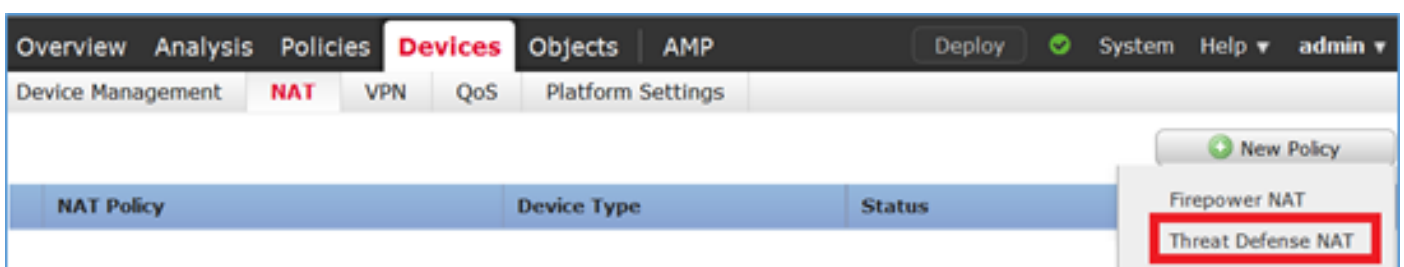 Overview Analysis Policies Devices Objects AMP Deploy System Help admin
Device Management NAT VPN QoS Platform Settings
New Policy
NAT Policy Device Type Status
Firepower NAT
Threat Defense NAT